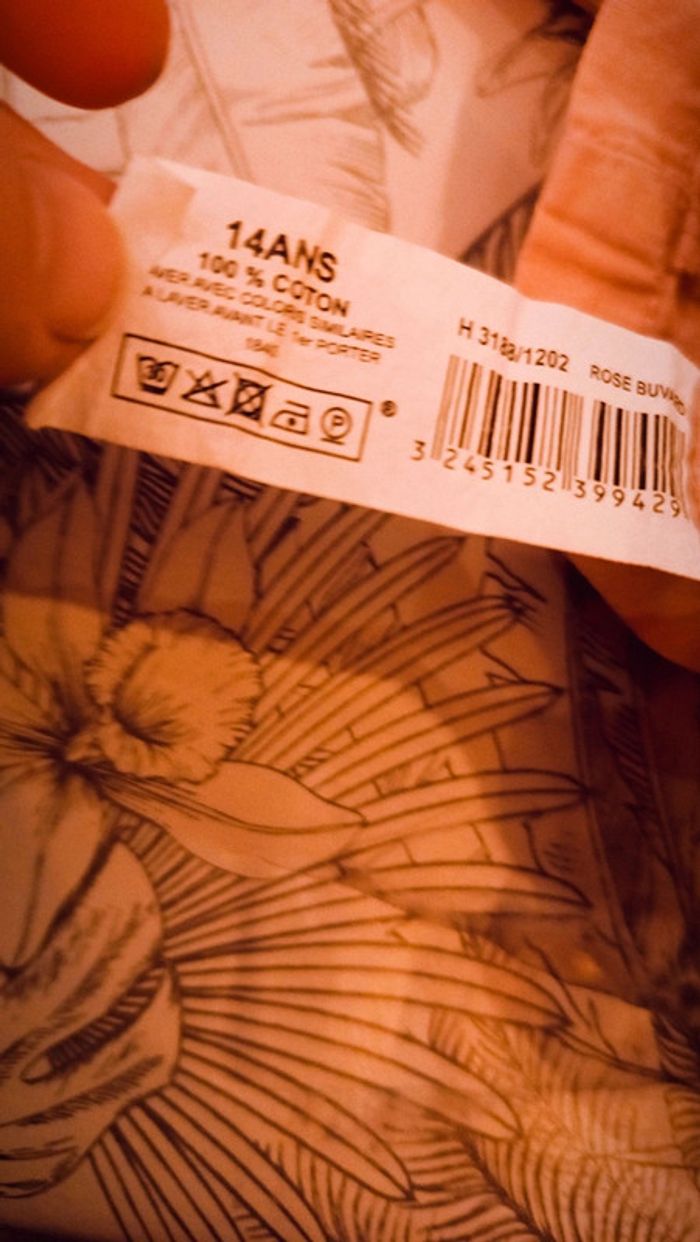 14ANS
100 % COTON
LAVER AVEC COLORIS SIMILAIRES
A LAVER AVANT LE 1er PORTER
30
P
®
H 3188/1202 ROSE BUVARD
3 245152 399429